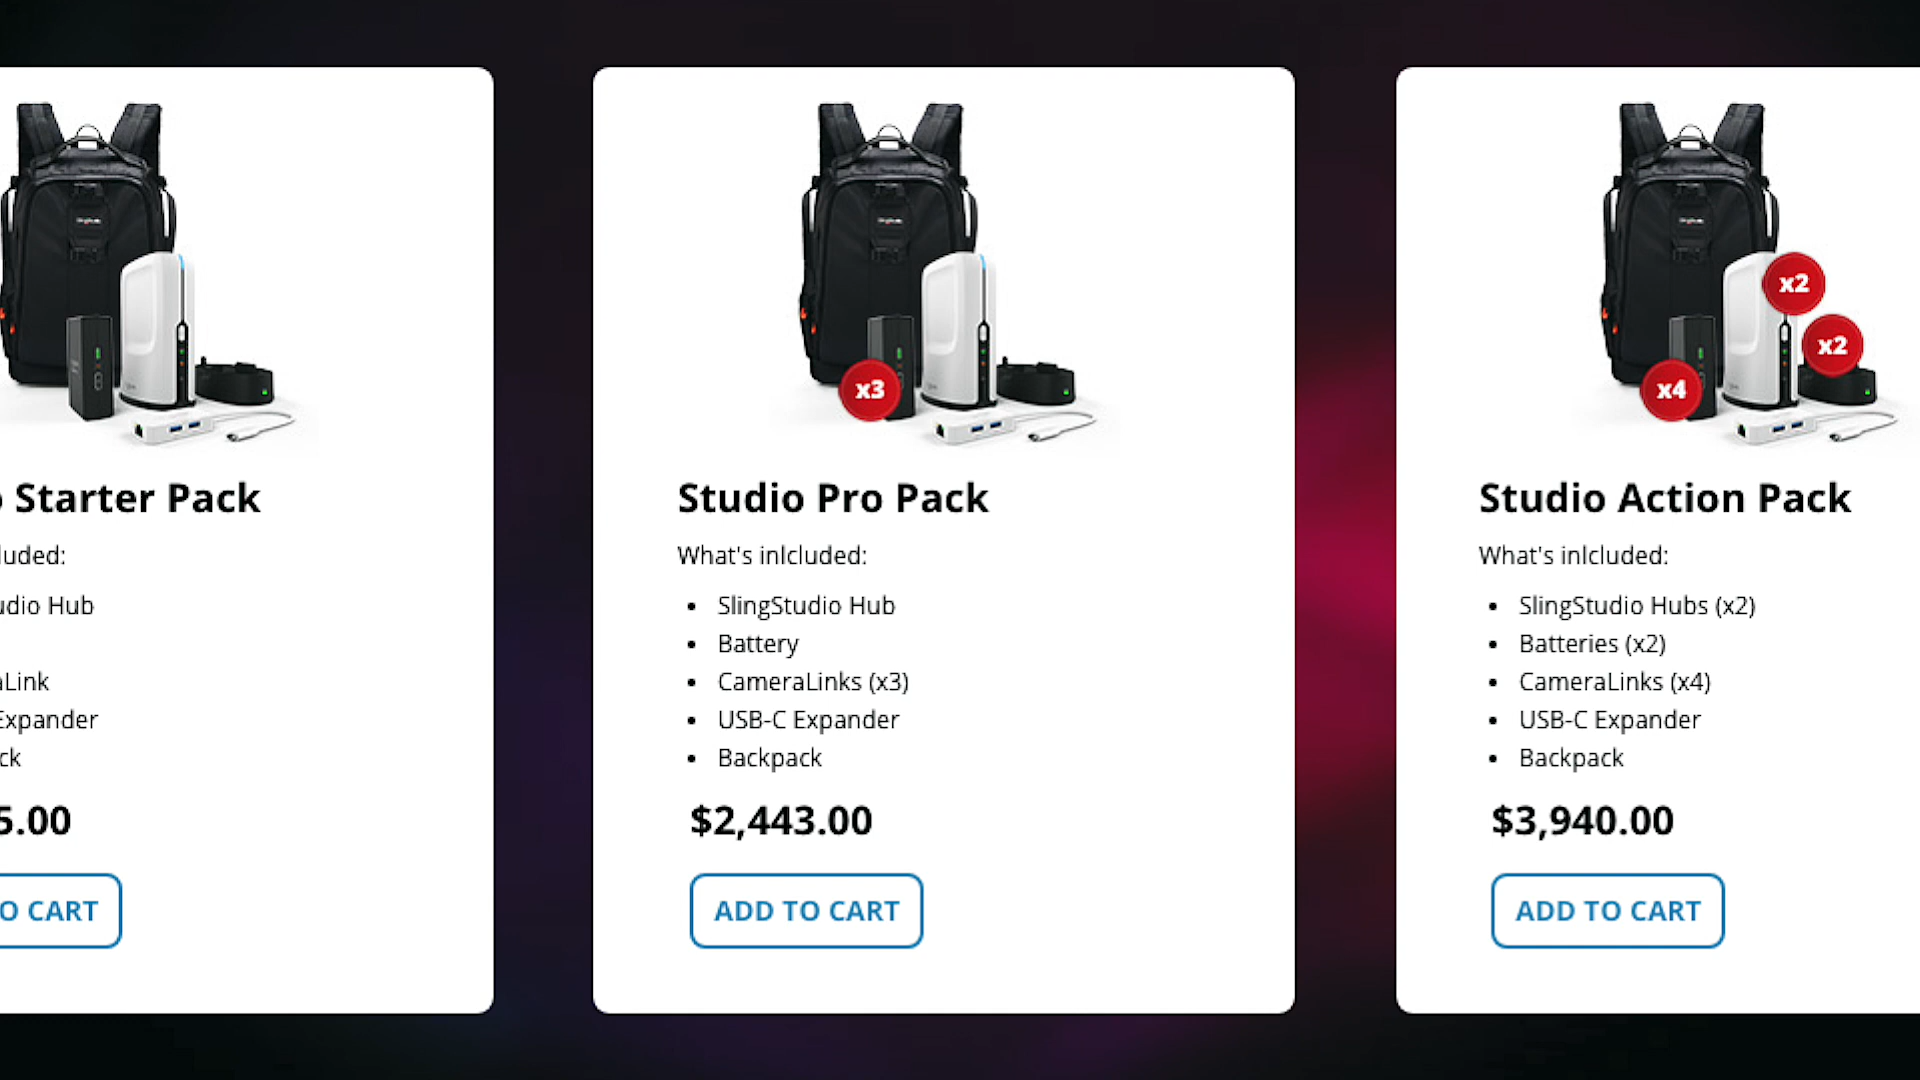 Starter Pack
luded:
udio Hub
aLink
Expander
ck
5.00
O CART
x3
Studio Pro Pack
What's inlcluded:
SlingStudio Hub
Battery
CameraLinks (x3)
USB-C Expander
Backpack
$2,443.00
ADD TO CART
x2
x2
x4
Studio Action Pack
What's inlcluded:
SlingStudio Hubs (x2)
Batteries (x2)
CameraLinks (x4)
USB-C Expander
Backpack
$3,940.00
ADD TO CART